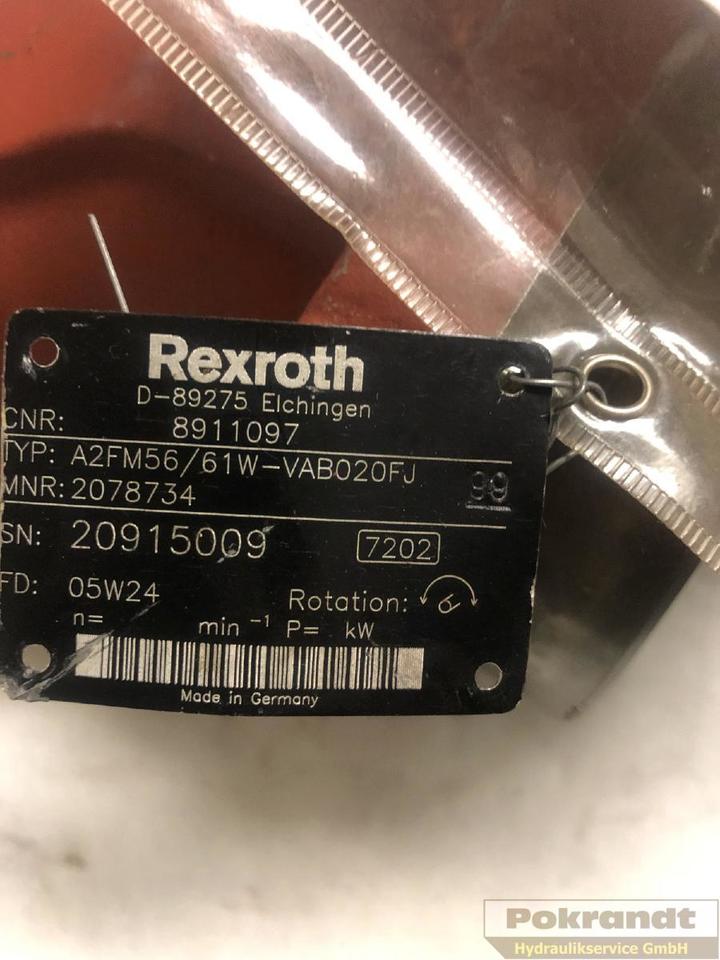 Rexroth
D-89275 Elchingen
CNR: 8911097
TYP: A2FM56/61W-VAB020FJ
MNR: 2078734 99
SN: 20915009 7202
FD: 05W24 Rotation:
n= min -1 P= kW
Made in Germany
Pokrandt
Hydraulikservice GmbH